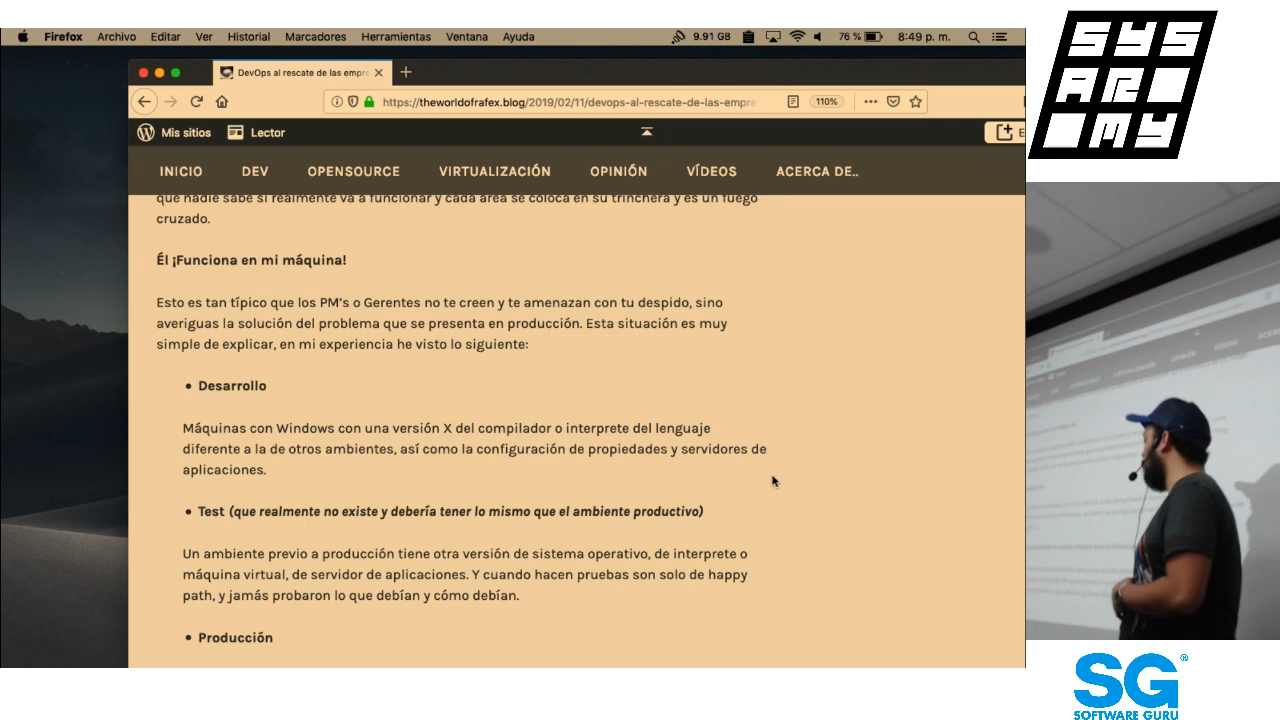 Firefox Archivo Editar Ver Historial Marcadores Herramientas Ventana Ayuda 9.91 GB 76 % 8:49 p. m.
DevOps al rescate de las empre
https://theworldofrafex.blog/2019/02/11/devops-al-rescate-de-las-empre 110%
Mis sitios Lector E
INICIO DEV OPENSOURCE VIRTUALIZACIÓN OPINIÓN VÍDEOS ACERCA DE..
que nadie sabe si realmente va a funcionar y cada área se coloca en su trinchera y es un fuego
cruzado.
Él ¡Funciona en mi máquina!
Esto es tan típico que los PM's o Gerentes no te creen y te amenazan con tu despido, sino
averiguas la solución del problema que se presenta en producción. Esta situación es muy
simple de explicar, en mi experiencia he visto lo siguiente:
• Desarrollo
Máquinas con Windows con una versión X del compilador o interprete del lenguaje
diferente a la de otros ambientes, así como la configuración de propiedades y servidores de
aplicaciones.
• Test (que realmente no existe y debería tener lo mismo que el ambiente productivo)
Un ambiente previo a producción tiene otra versión de sistema operativo, de interprete o
máquina virtual, de servidor de aplicaciones. Y cuando hacen pruebas son solo de happy
path, y jamás probaron lo que debían y cómo debían.
• Producción
SYS
AR
MY
SG®
SOFTWARE GURU